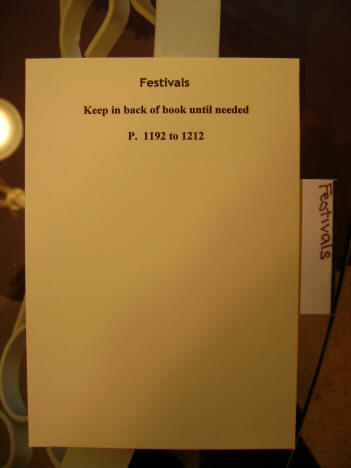 Festivals
Keep in back of book until needed
P. 1192 to 1212
Festivals